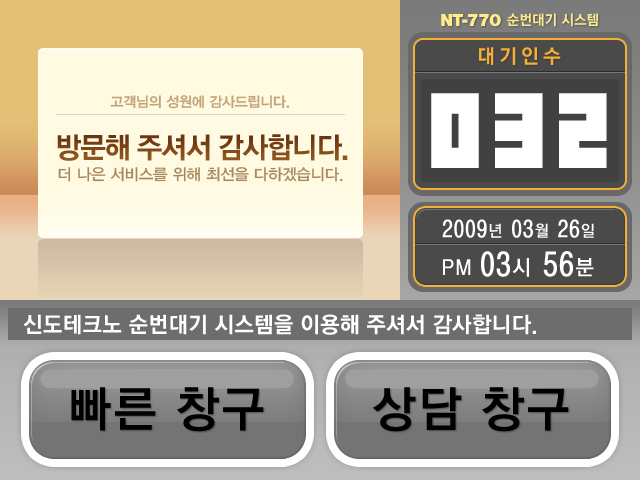 NT-770 순번대기 시스템
대기인수
032
고객님의 성원에 감사드립니다.
방문해 주셔서 감사합니다.
더 나은 서비스를 위해 최선을 다하겠습니다.
2009년 03월 26일
PM 03시 56분
신도테크노 순번대기 시스템을 이용해 주셔서 감사합니다.
빠른 창구
상담 창구